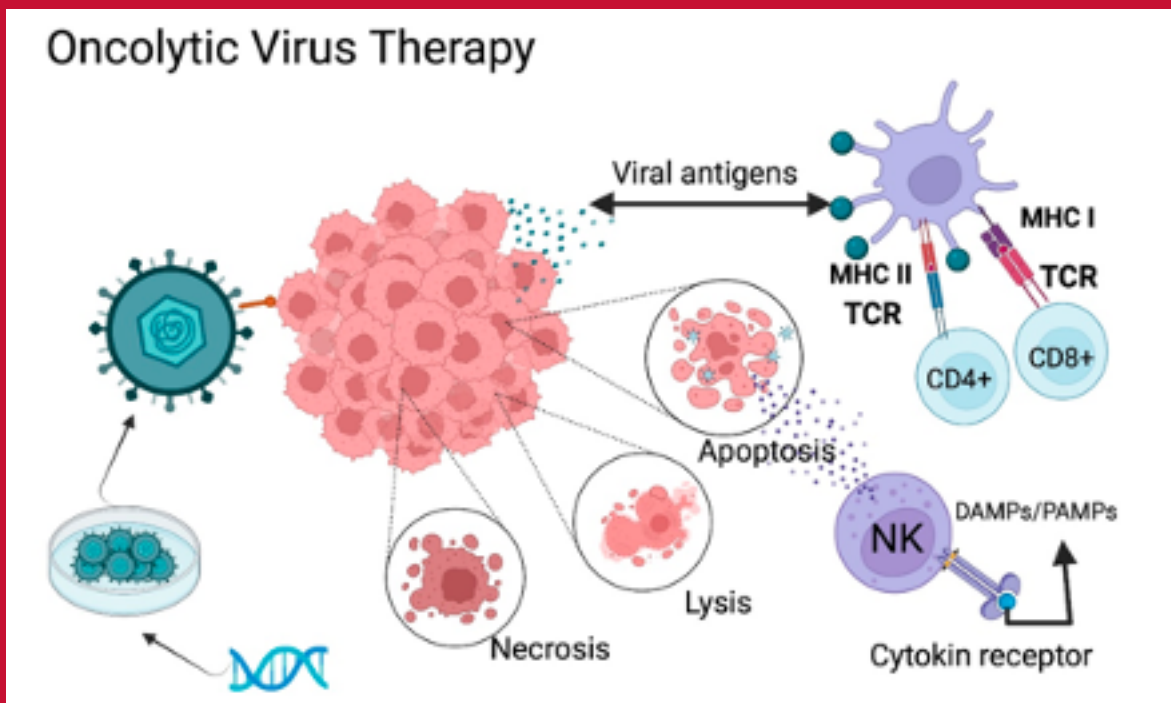 Oncolytic Virus Therapy
Viral antigens
MHC I
MHC II
TCR
TCR
CD4+
CD8+
Apoptosis
NK
DAMPs/PAMPs
Lysis
Necrosis
Cytokin receptor